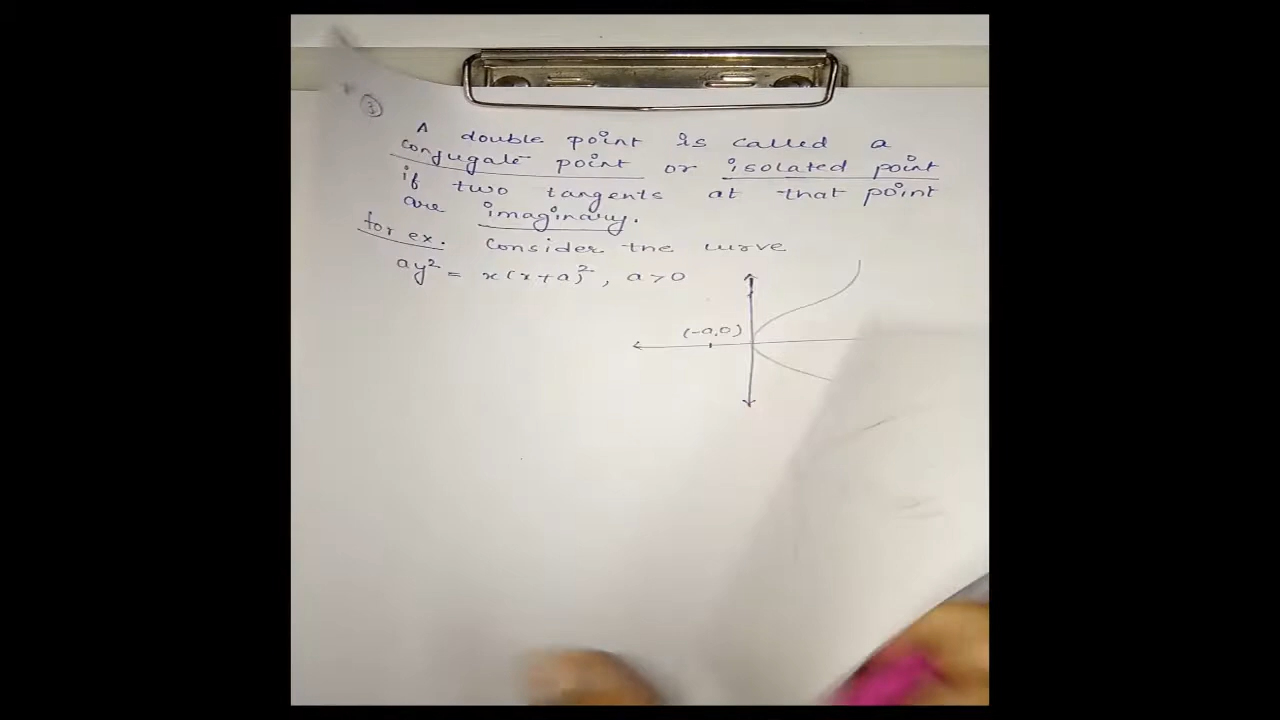 ③
A double point is called a
conjugate point or isolated point
if two tangents at that point
are imaginary.
for ex. Consider the curve
ay² = x(x+a)², a>0
(-a,0)